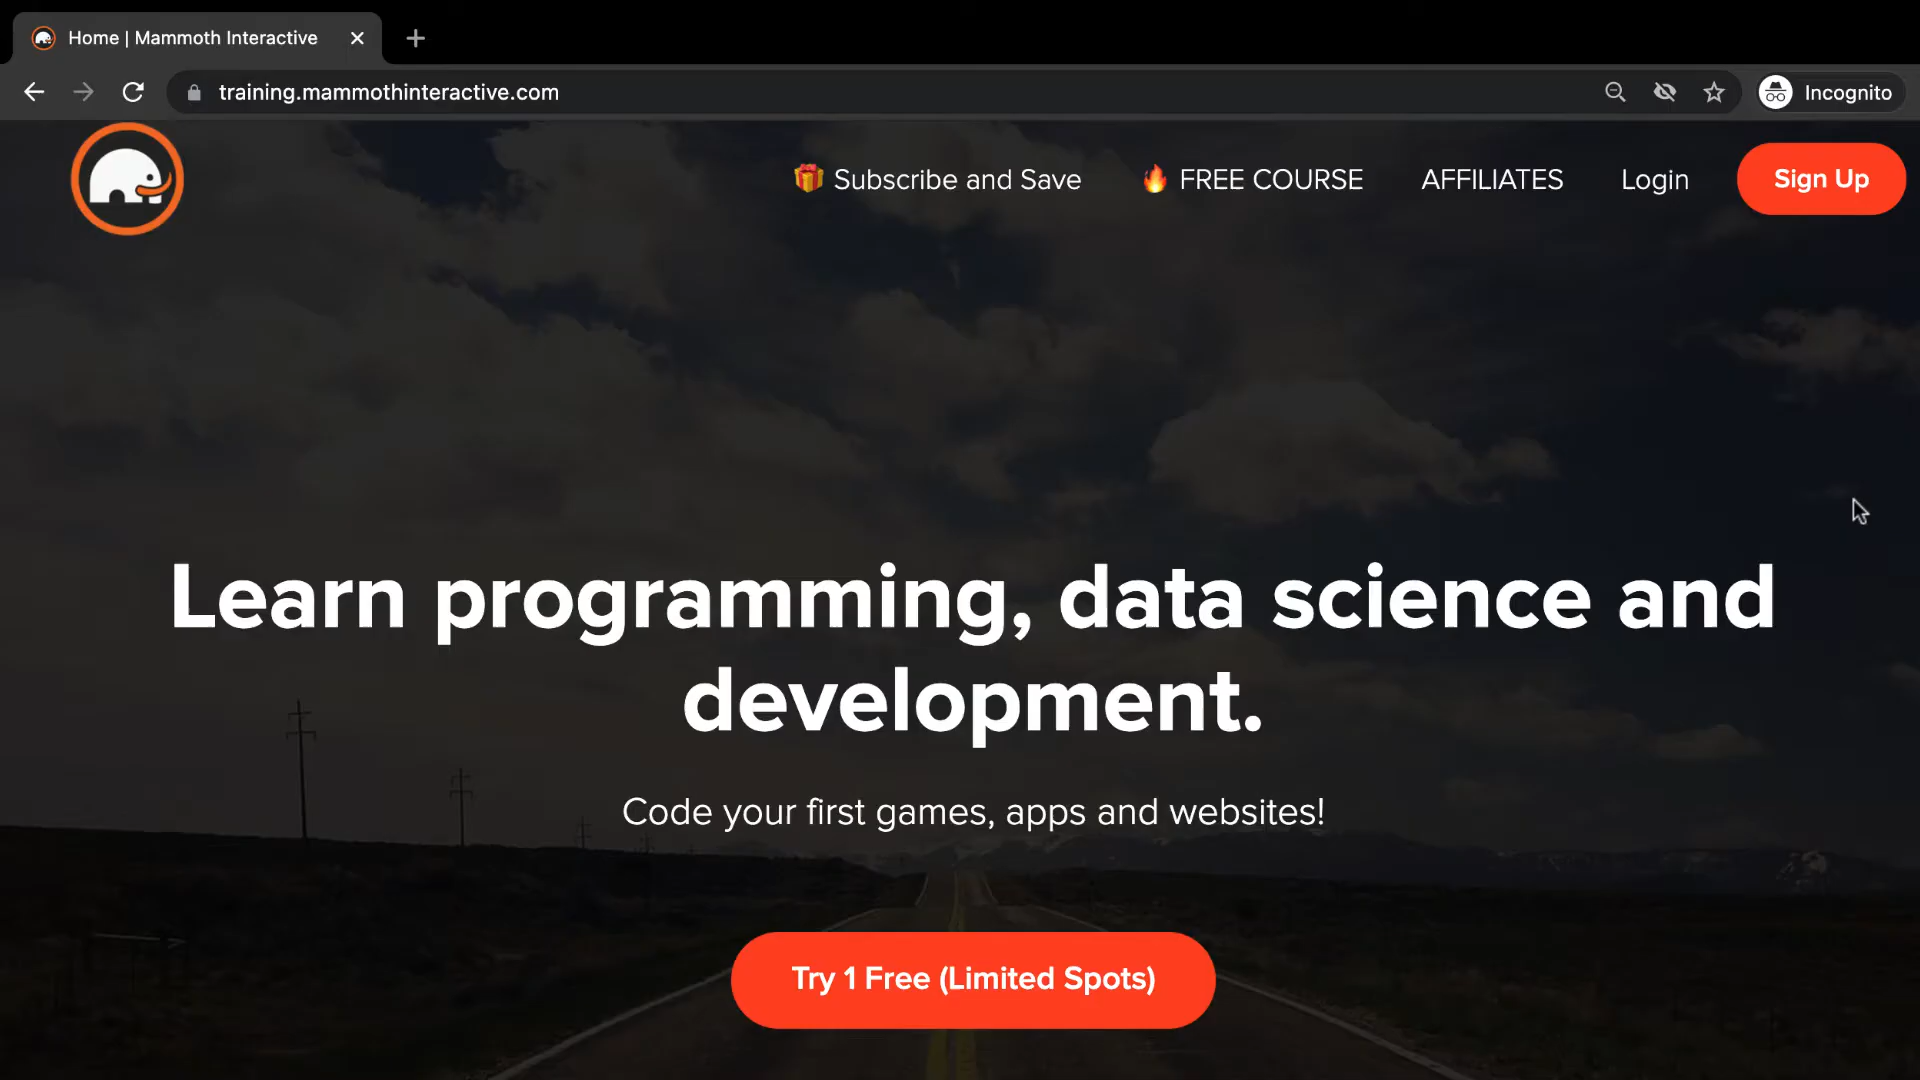 Home | Mammoth Interactive
training.mammothinteractive.com
Incognito
Subscribe and Save
FREE COURSE
AFFILIATES
Login
Sign Up
Learn programming, data science and
development.
Code your first games, apps and websites!
Try 1 Free (Limited Spots)